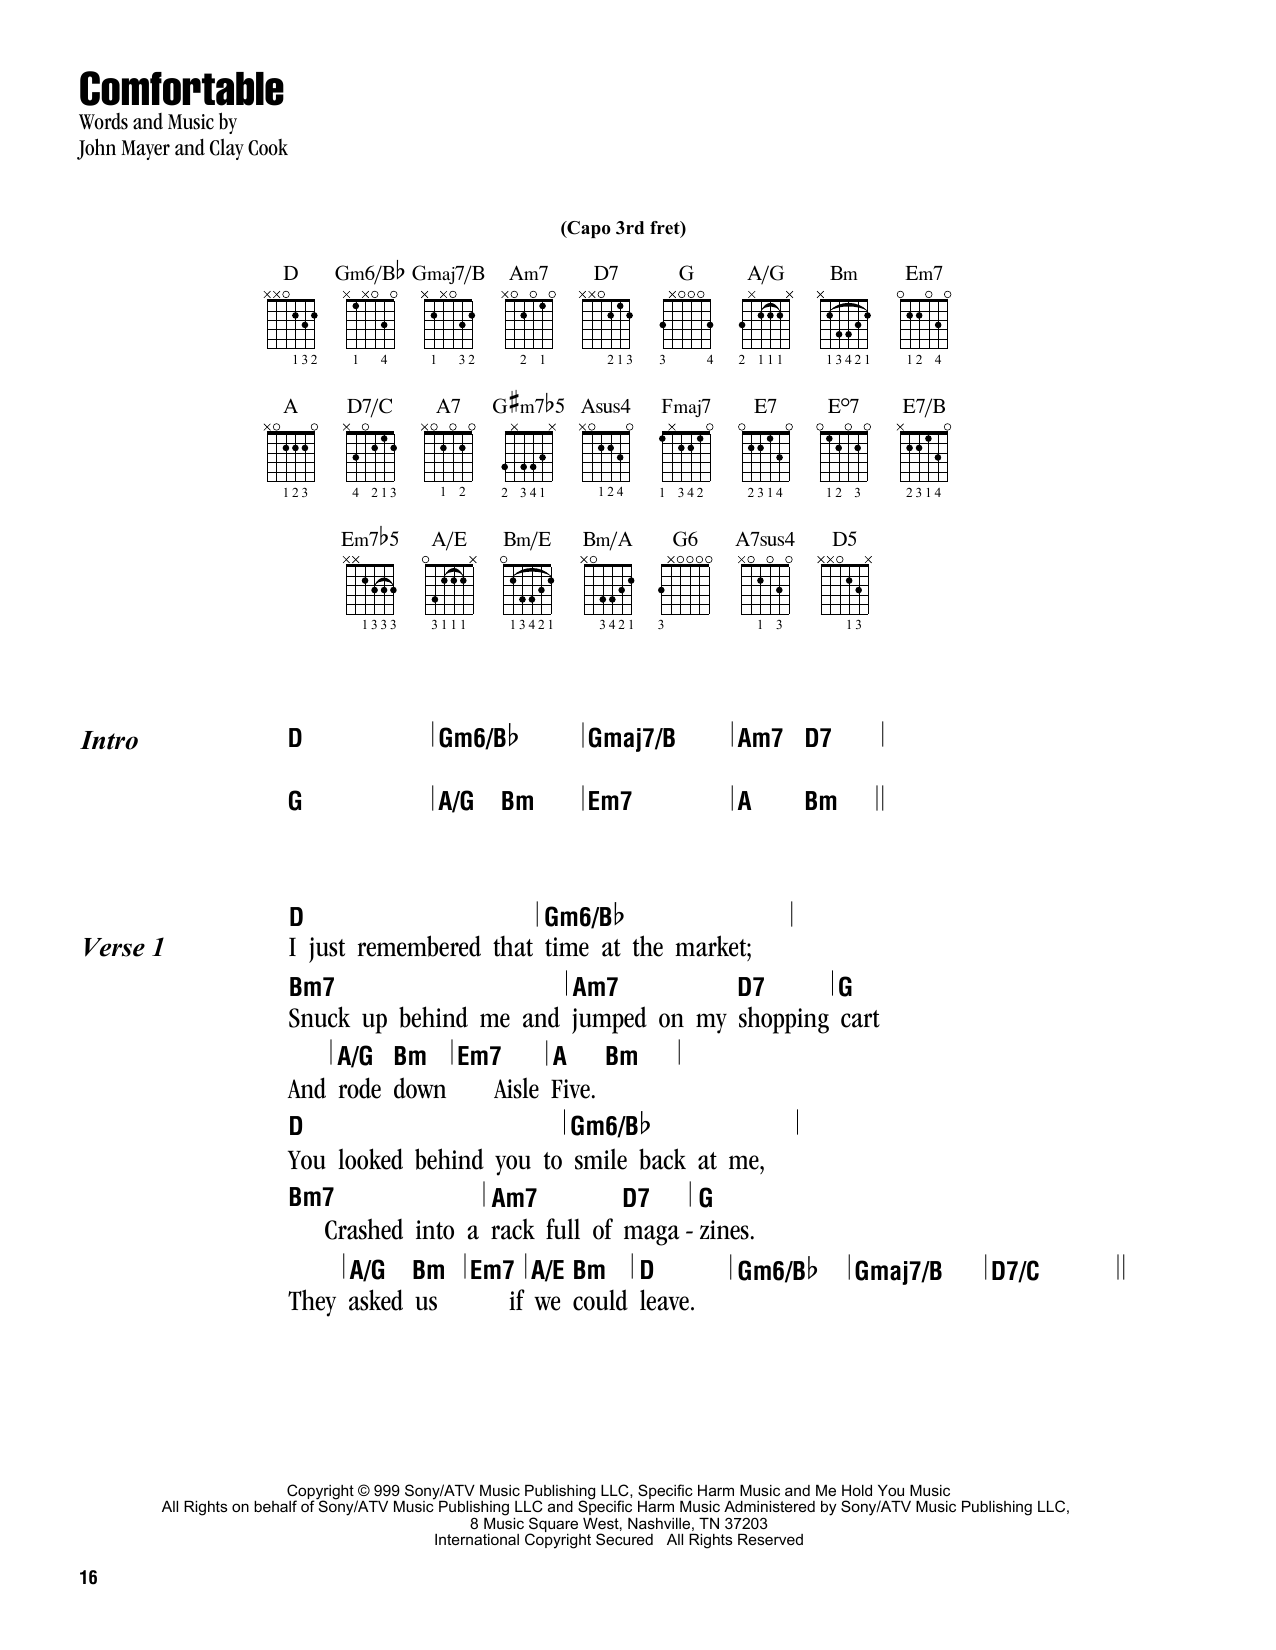 Comfortable
Words and Music by
John Mayer and Clay Cook
(Capo 3rd fret)
D Gm6/B♭ Gmaj7/B Am7 D7 G A/G Bm Em7
××○ × ×○ ○ × ×○ ×○ ○ ○ ××○ ×○○○ × × × ○ ○ ○
132 1 4 1 32 2 1 213 3 4 2 111 13421 12 4
A D7/C A7 G♯m7♭5 Asus4 Fmaj7 E7 E°7 E7/B
×○ ○ × ○ ×○ ○ ○ × × ×○ ○ × ○ ○ ○ ○ ○ ○ × ○
123 4 213 1 2 2 341 124 1 342 2314 12 3 2314
Em7♭5 A/E Bm/E Bm/A G6 A7sus4 D5
×× ○ × ○ ×○ ×○○○○ ×○ ○ ○ ××○ ×
1333 3111 13421 3421 3 1 3 13
Intro D |Gm6/B♭ |Gmaj7/B |Am7 D7 |
G |A/G Bm |Em7 |A Bm ||
D |Gm6/B♭ |
Verse 1 I just remembered that time at the market;
Bm7 |Am7 D7 |G
Snuck up behind me and jumped on my shopping cart
|A/G Bm |Em7 |A Bm |
And rode down Aisle Five.
D |Gm6/B♭ |
You looked behind you to smile back at me,
Bm7 |Am7 D7 |G
Crashed into a rack full of maga - zines.
|A/G Bm |Em7 |A/E Bm |D |Gm6/B♭ |Gmaj7/B |D7/C ||
They asked us if we could leave.
Copyright © 999 Sony/ATV Music Publishing LLC, Specific Harm Music and Me Hold You Music
All Rights on behalf of Sony/ATV Music Publishing LLC and Specific Harm Music Administered by Sony/ATV Music Publishing LLC,
8 Music Square West, Nashville, TN 37203
International Copyright Secured All Rights Reserved
16